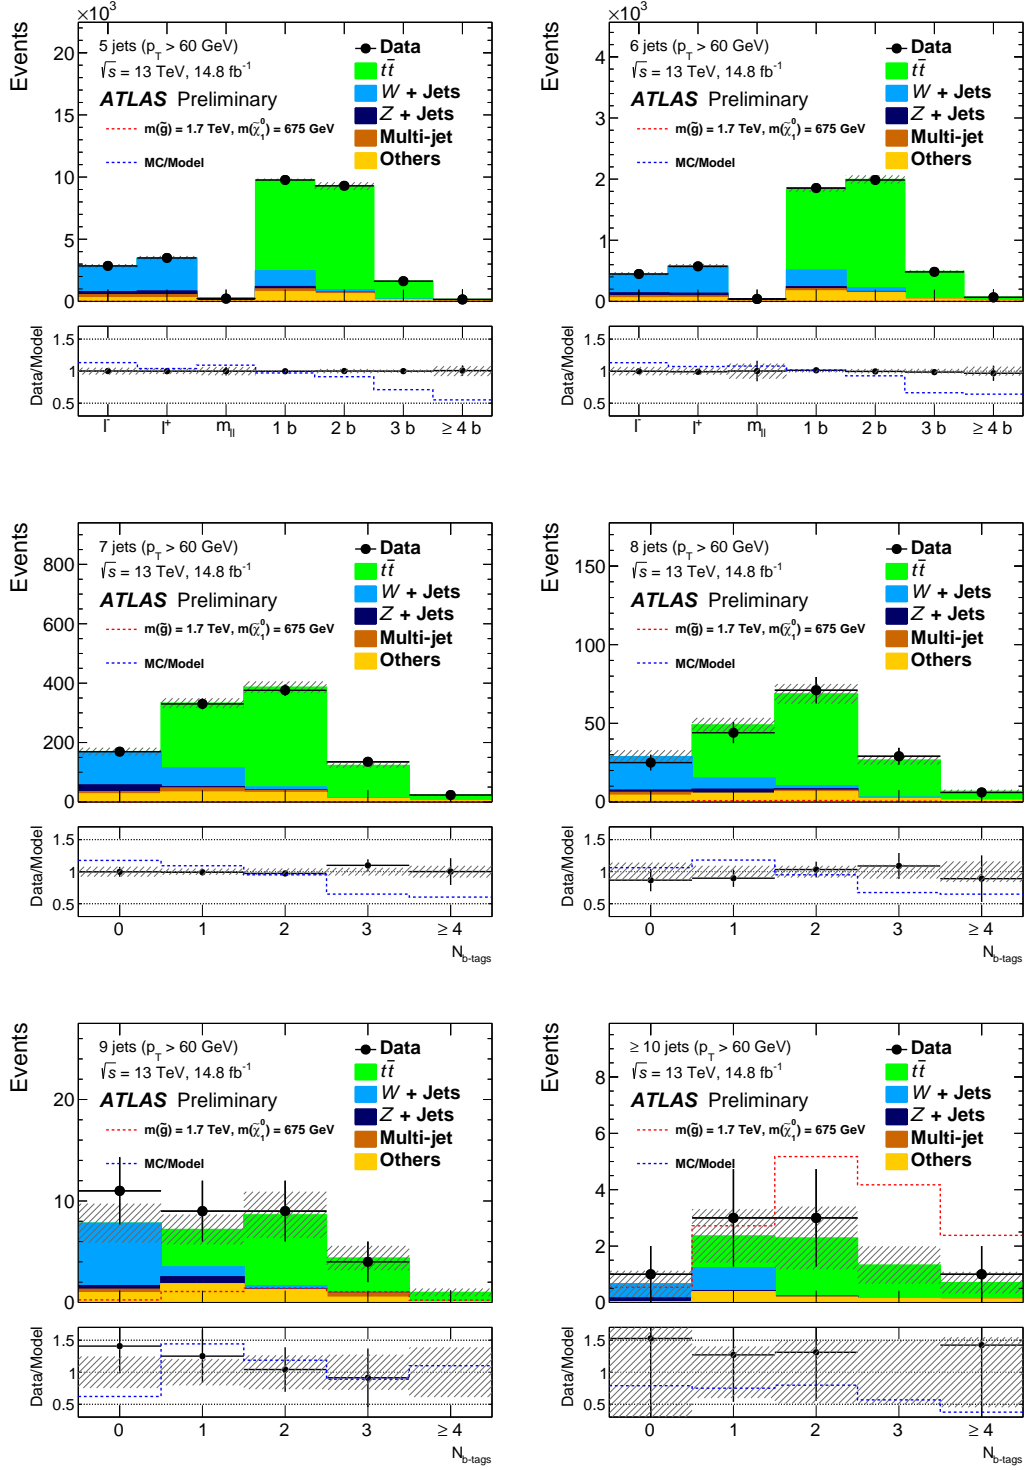 ×10³
Events
20
15
10
5
0
5 jets (p_T > 60 GeV)
√s = 13 TeV, 14.8 fb⁻¹
ATLAS Preliminary
m(g̃) = 1.7 TeV, m(χ̃₁⁰) = 675 GeV
MC/Model
Data
tt̄
W + Jets
Z + Jets
Multi-jet
Others
Data/Model
1.5
1
0.5
l⁻ l⁺ m_ll 1 b 2 b 3 b ≥ 4 b
×10³
Events
4
3
2
1
0
6 jets (p_T > 60 GeV)
√s = 13 TeV, 14.8 fb⁻¹
ATLAS Preliminary
m(g̃) = 1.7 TeV, m(χ̃₁⁰) = 675 GeV
MC/Model
Data
tt̄
W + Jets
Z + Jets
Multi-jet
Others
Data/Model
1.5
1
0.5
l⁻ l⁺ m_ll 1 b 2 b 3 b ≥ 4 b
Events
800
600
400
200
0
7 jets (p_T > 60 GeV)
√s = 13 TeV, 14.8 fb⁻¹
ATLAS Preliminary
m(g̃) = 1.7 TeV, m(χ̃₁⁰) = 675 GeV
MC/Model
Data
tt̄
W + Jets
Z + Jets
Multi-jet
Others
Data/Model
1.5
1
0.5
0 1 2 3 ≥ 4
N_b-tags
Events
150
100
50
0
8 jets (p_T > 60 GeV)
√s = 13 TeV, 14.8 fb⁻¹
ATLAS Preliminary
m(g̃) = 1.7 TeV, m(χ̃₁⁰) = 675 GeV
MC/Model
Data
tt̄
W + Jets
Z + Jets
Multi-jet
Others
Data/Model
1.5
1
0.5
0 1 2 3 ≥ 4
N_b-tags
Events
20
10
0
9 jets (p_T > 60 GeV)
√s = 13 TeV, 14.8 fb⁻¹
ATLAS Preliminary
m(g̃) = 1.7 TeV, m(χ̃₁⁰) = 675 GeV
MC/Model
Data
tt̄
W + Jets
Z + Jets
Multi-jet
Others
Data/Model
1.5
1
0.5
0 1 2 3 ≥ 4
N_b-tags
Events
8
6
4
2
0
≥ 10 jets (p_T > 60 GeV)
√s = 13 TeV, 14.8 fb⁻¹
ATLAS Preliminary
m(g̃) = 1.7 TeV, m(χ̃₁⁰) = 675 GeV
MC/Model
Data
tt̄
W + Jets
Z + Jets
Multi-jet
Others
Data/Model
1.5
1
0.5
0 1 2 3 ≥ 4
N_b-tags